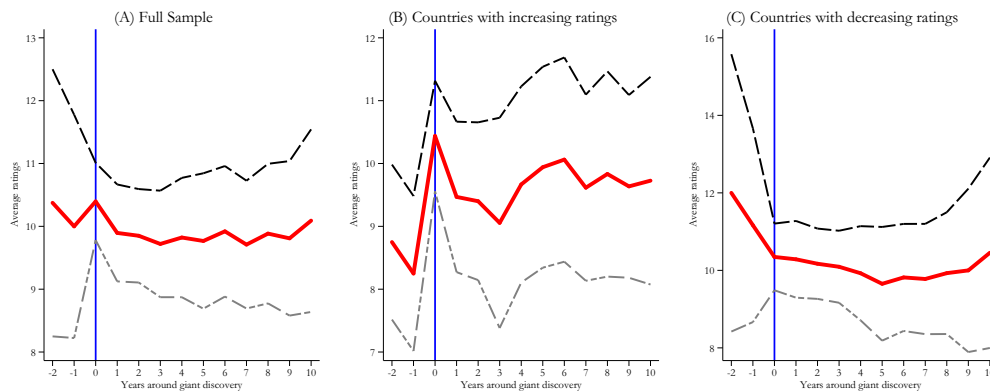 (A) Full Sample
13
12
11
10
9
8
Average ratings
-2 -1 0 1 2 3 4 5 6 7 8 9 10
Years around giant discovery
(B) Countries with increasing ratings
12
11
10
9
8
7
Average ratings
-2 -1 0 1 2 3 4 5 6 7 8 9 10
Years around giant discovery
(C) Countries with decreasing ratings
16
14
12
10
8
Average ratings
-2 -1 0 1 2 3 4 5 6 7 8 9 10
Years around giant discovery